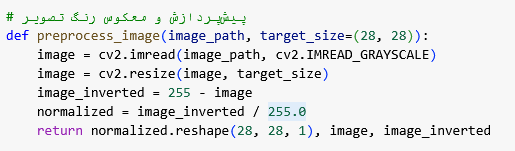 # پیش‌پردازش و معکوس رنگ تصویر
def preprocess_image(image_path, target_size=(28, 28)):
    image = cv2.imread(image_path, cv2.IMREAD_GRAYSCALE)
    image = cv2.resize(image, target_size)
    image_inverted = 255 - image
    normalized = image_inverted / 255.0
    return normalized.reshape(28, 28, 1), image, image_inverted